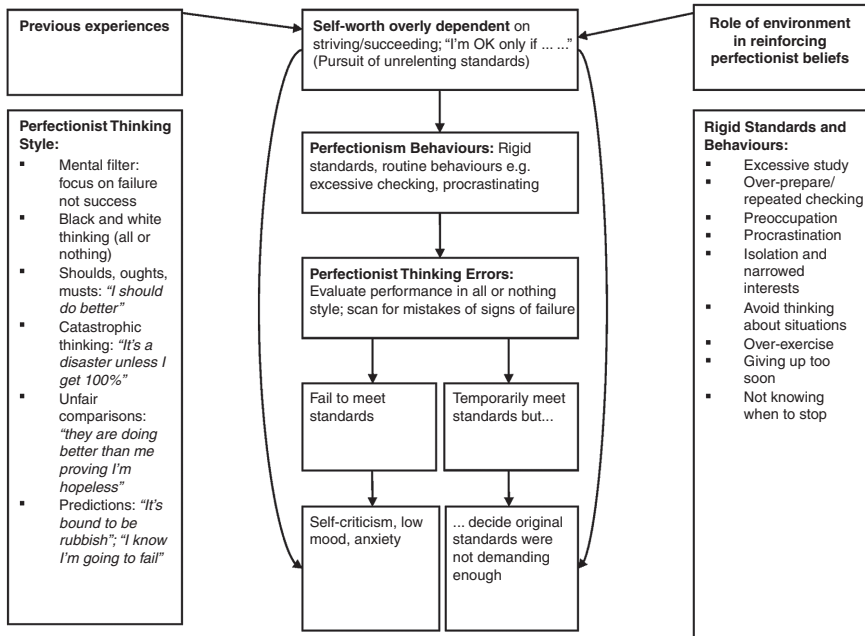 Previous experiences
Self-worth overly dependent on
striving/succeeding; “I’m OK only if ... ...”
(Pursuit of unrelenting standards)
Role of environment
in reinforcing
perfectionist beliefs
Perfectionist Thinking
Style:
▪ Mental filter:
focus on failure
not success
▪ Black and white
thinking (all or
nothing)
▪ Shoulds, oughts,
musts: “I should
do better”
▪ Catastrophic
thinking: “It’s a
disaster unless I
get 100%”
▪ Unfair
comparisons:
“they are doing
better than me
proving I’m
hopeless”
▪ Predictions: “It’s
bound to be
rubbish”; “I know
I’m going to fail”
Perfectionism Behaviours: Rigid
standards, routine behaviours e.g.
excessive checking, procrastinating
Perfectionist Thinking Errors:
Evaluate performance in all or nothing
style; scan for mistakes of signs of failure
Fail to meet
standards
Temporarily meet
standards but...
Self-criticism, low
mood, anxiety
... decide original
standards were
not demanding
enough
Rigid Standards and
Behaviours:
▪ Excessive study
▪ Over-prepare/
repeated checking
▪ Preoccupation
▪ Procrastination
▪ Isolation and
narrowed
interests
▪ Avoid thinking
about situations
▪ Over-exercise
▪ Giving up too
soon
▪ Not knowing
when to stop